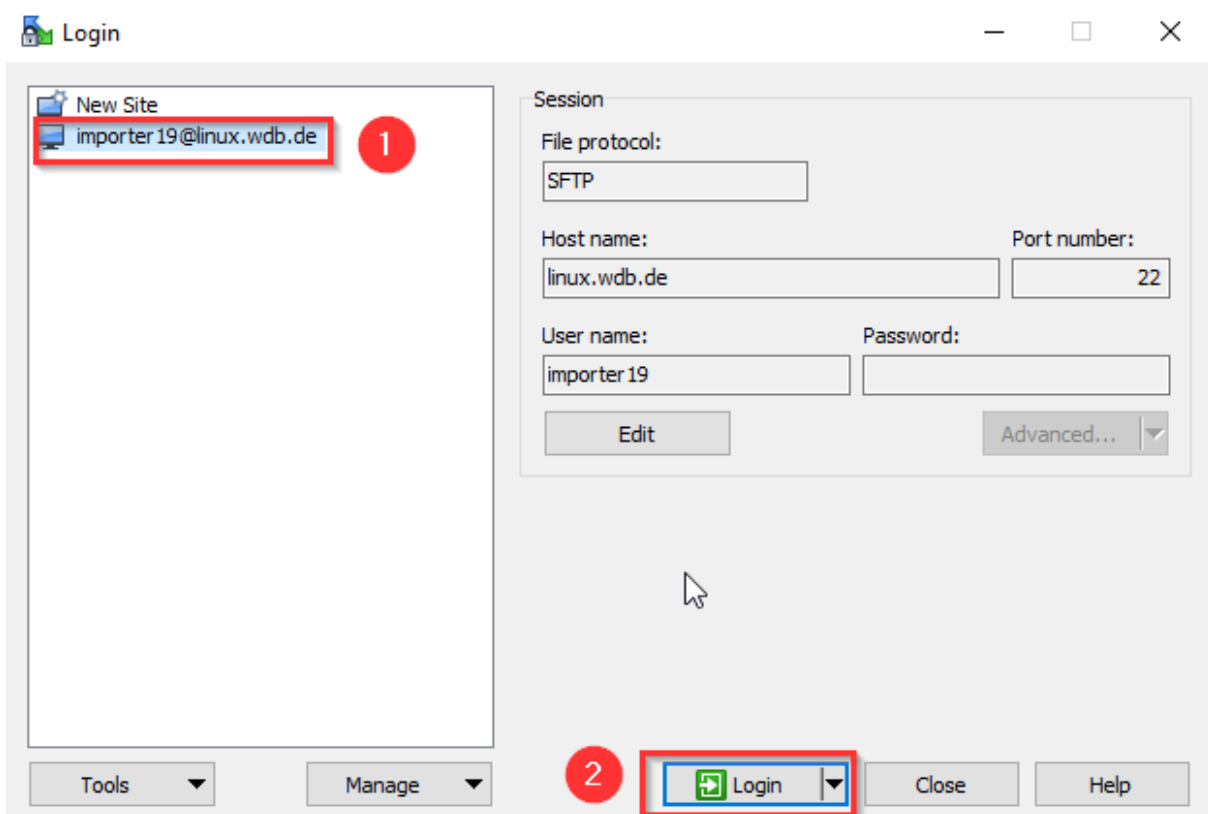 Login
New Site
importer19@linux.wdb.de
1
Session
File protocol:
SFTP
Host name:
Port number:
linux.wdb.de
22
User name:
Password:
importer19
Edit
Advanced...
Tools
Manage
2
Login
Close
Help